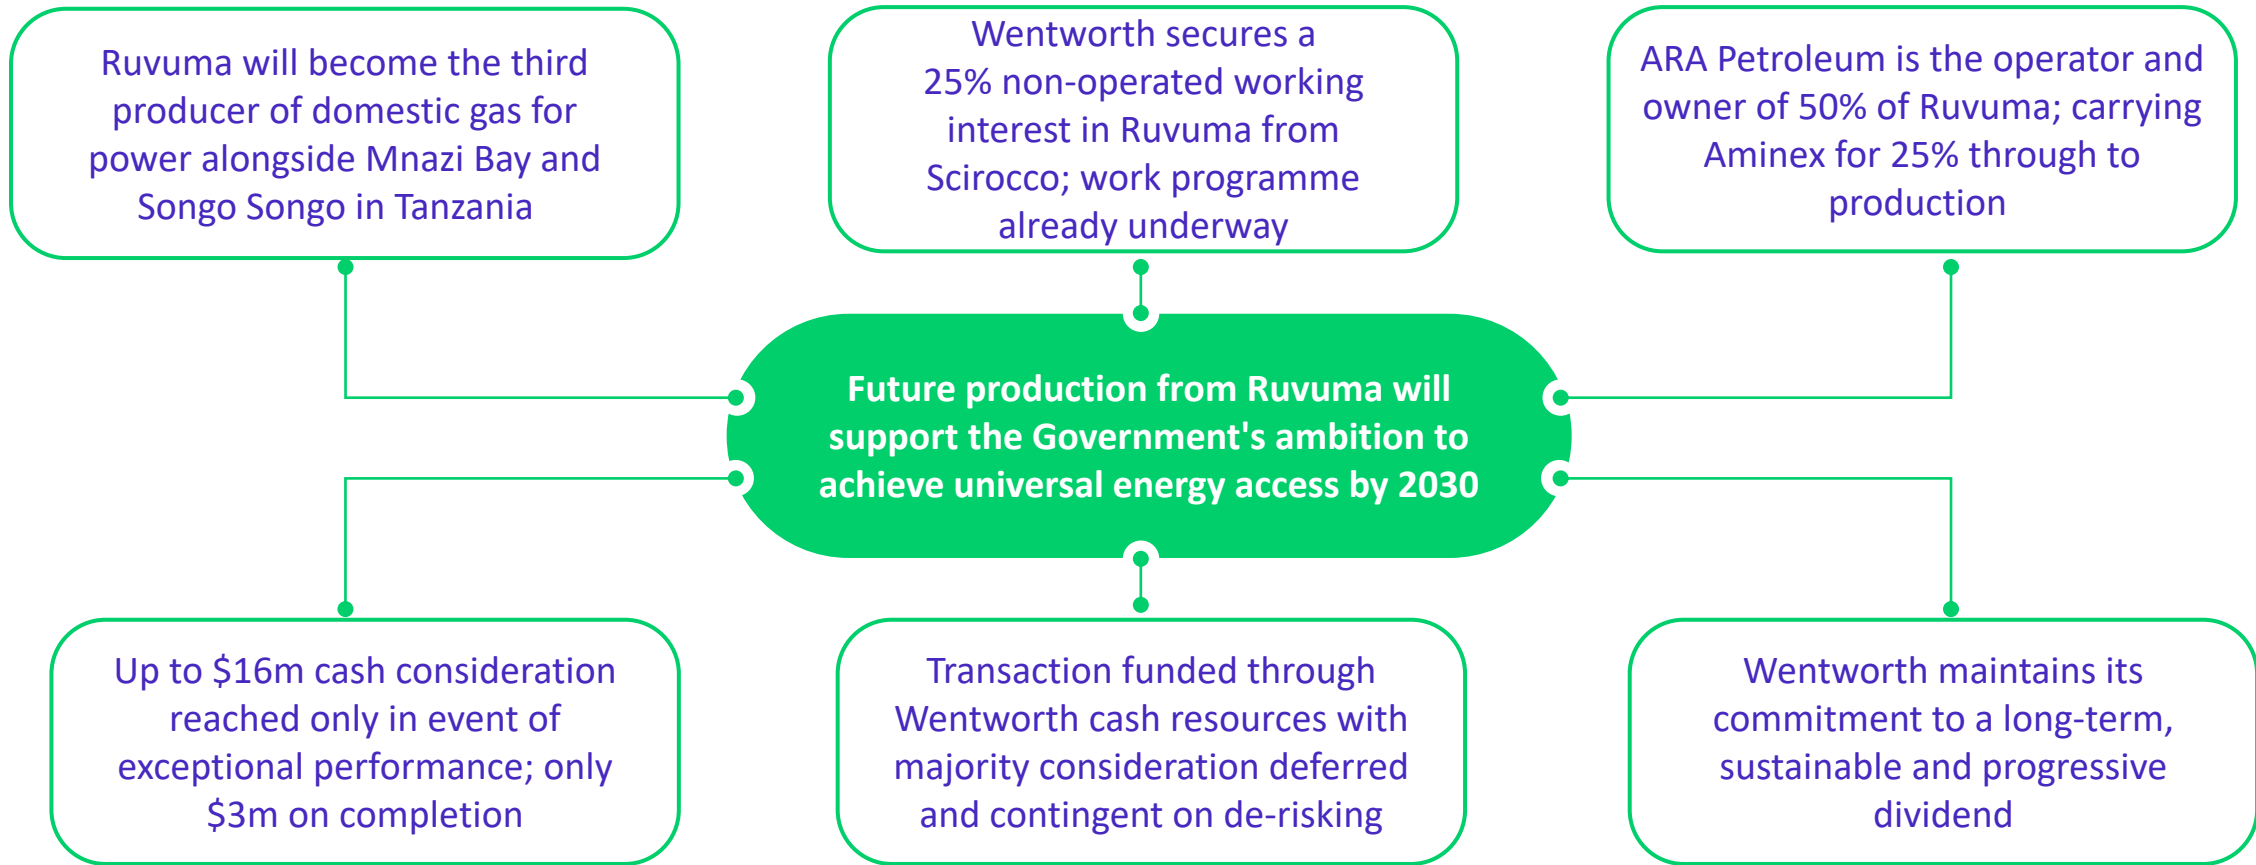 Ruvuma will become the third
producer of domestic gas for
power alongside Mnazi Bay and
Songo Songo in Tanzania
Wentworth secures a
25% non-operated working
interest in Ruvuma from
Scirocco; work programme
already underway
ARA Petroleum is the operator and
owner of 50% of Ruvuma; carrying
Aminex for 25% through to
production
Future production from Ruvuma will
support the Government's ambition to
achieve universal energy access by 2030
Up to $16m cash consideration
reached only in event of
exceptional performance; only
$3m on completion
Transaction funded through
Wentworth cash resources with
majority consideration deferred
and contingent on de-risking
Wentworth maintains its
commitment to a long-term,
sustainable and progressive
dividend